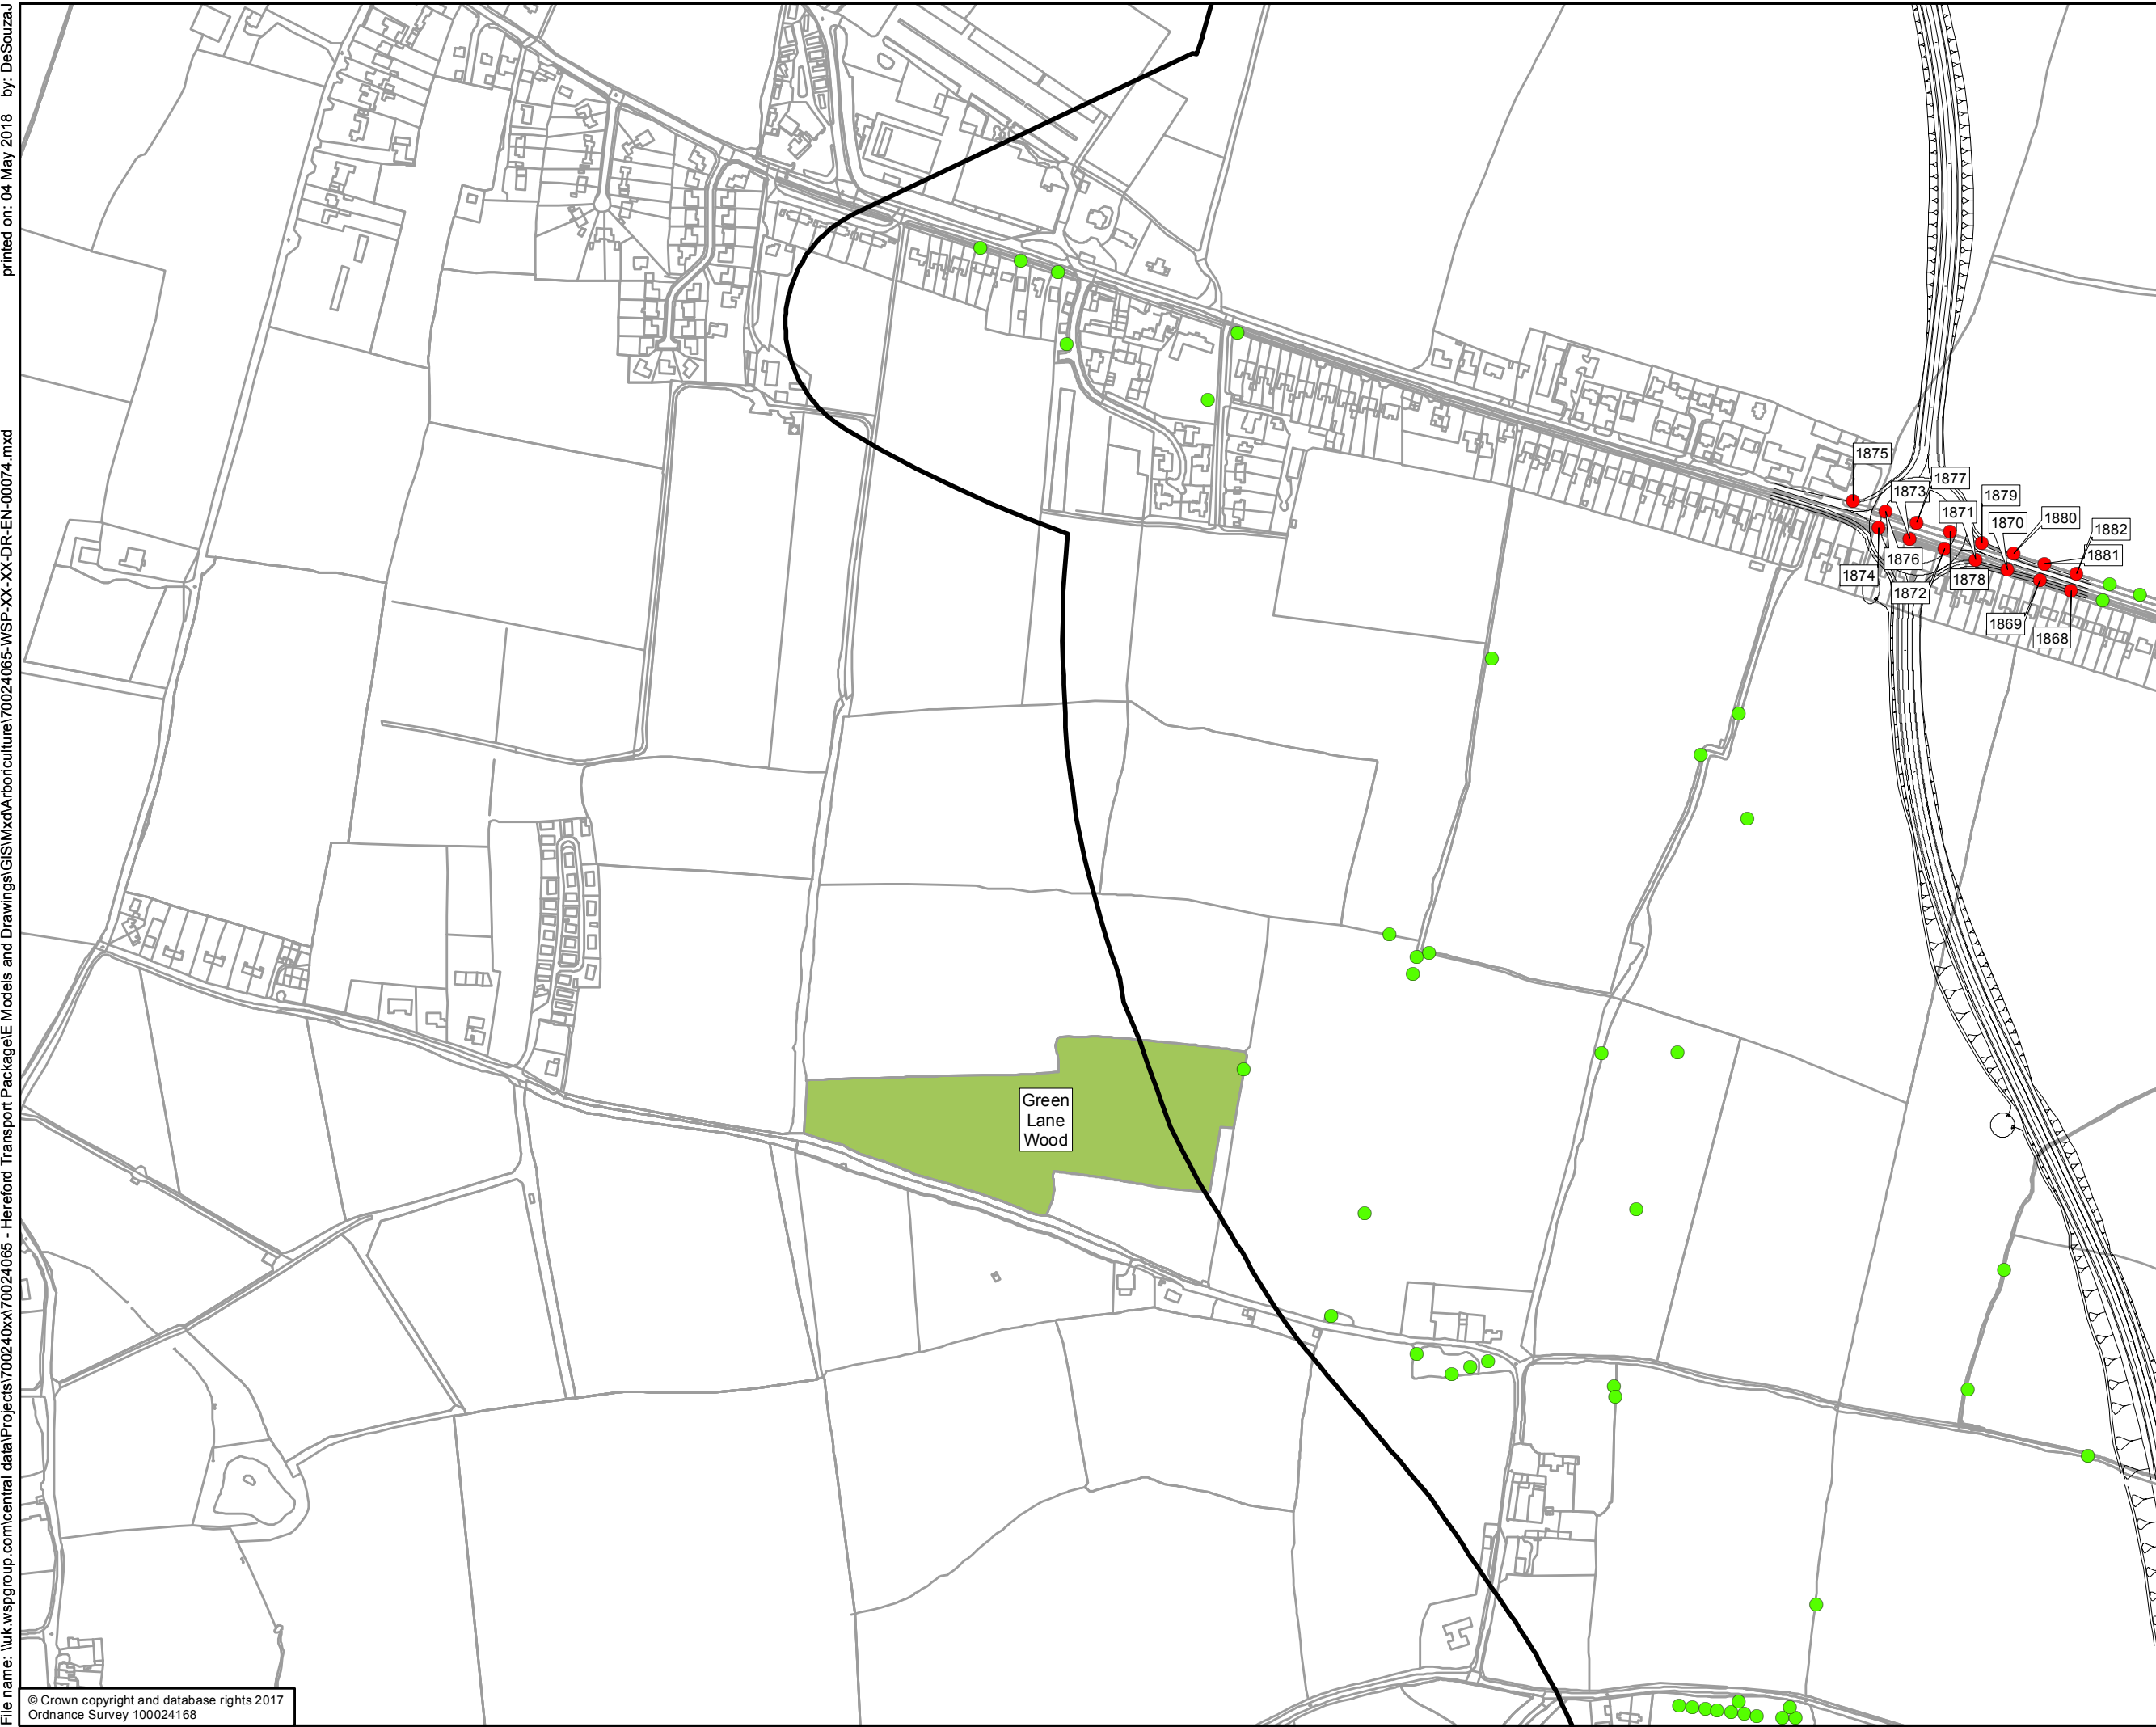 File name: \\uk.wspgroup.com\central data\Projects\700240xx\70024065 - Hereford Transport Package\E Models and Drawings\GIS\Mxd\Arboriculture\70024065-WSP-XX-XX-DR-EN-00074.mxd printed on: 04 May 2018 by: DeSouzaJ
1875
1877
1873
1879
1871
1870
1880
1882
1881
1876
1874
1878
1872
1869
1868
Green
Lane
Wood
© Crown copyright and database rights 2017
Ordnance Survey 100024168